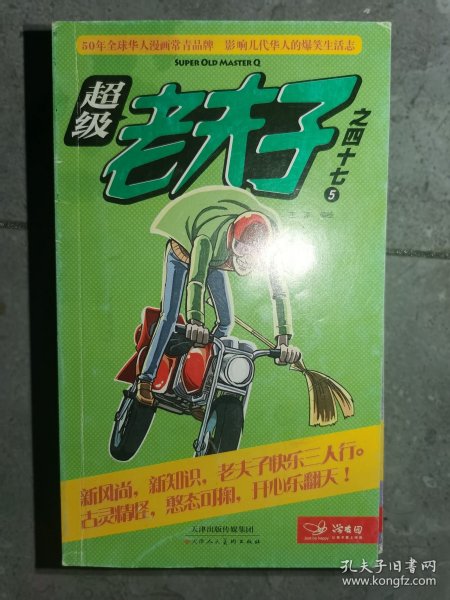 50年全球华人漫画常青品牌 影响几代华人的爆笑生活志
SUPER OLD MASTER Q
超级
老夫子
之四十七
5
新风尚，新知识，老夫子快乐三人行。
古灵精怪，憨态可掬，开心乐翻天！
天津出版传媒集团
天津人民美术出版社
孔夫子旧书网
www.kongfz.com